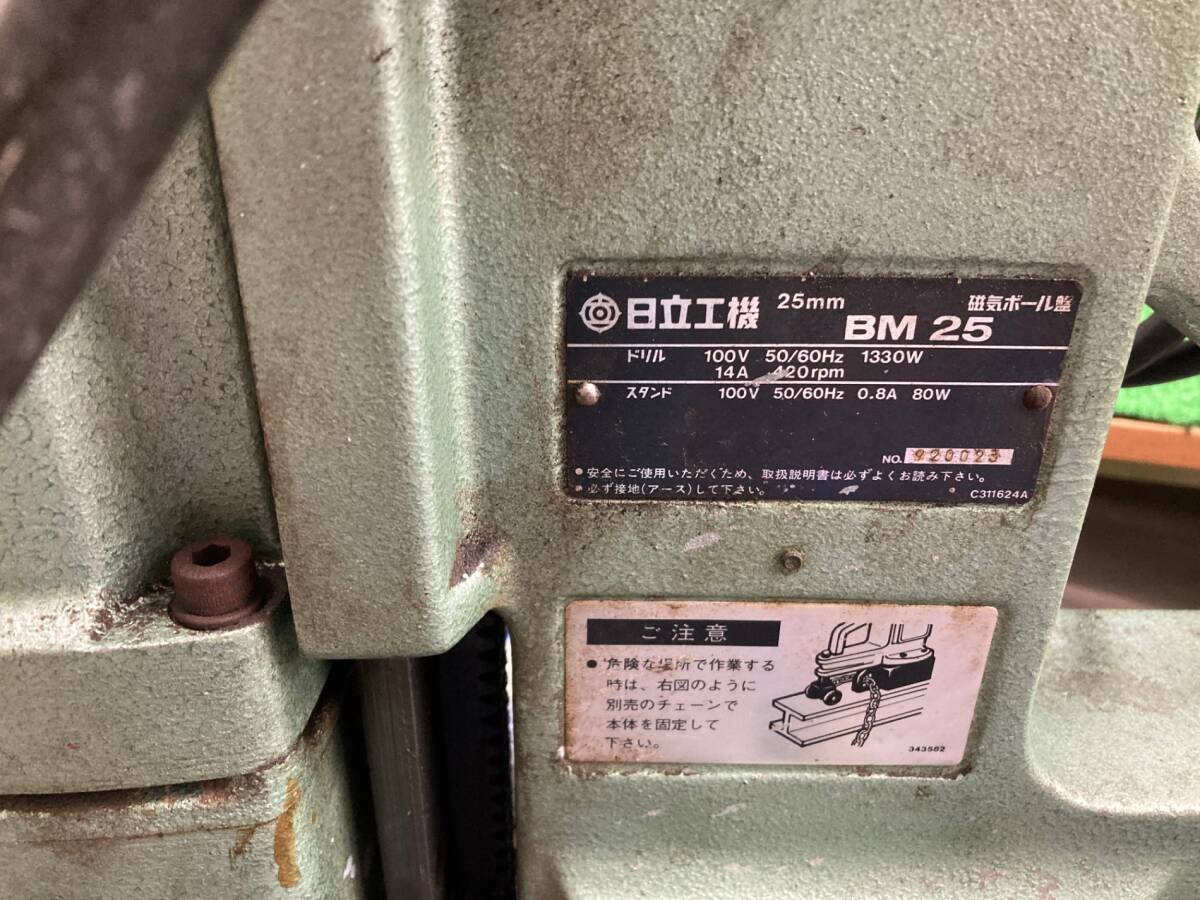 日立工機 25mm 磁気ボール盤
BM 25
ドリル 100V 50/60Hz 1330W
14A 420rpm
スタンド 100V 50/60Hz 0.8A 80W
NO. 920023
● 安全にご使用いただくため、取扱説明書は必ずよくお読み下さい。
● 必ず接地(アース)して下さい。
C311624A
ご注意
● 危険な場所で作業する
時は、右図のように
別売のチェーンで
本体を固定して
下さい。
343582